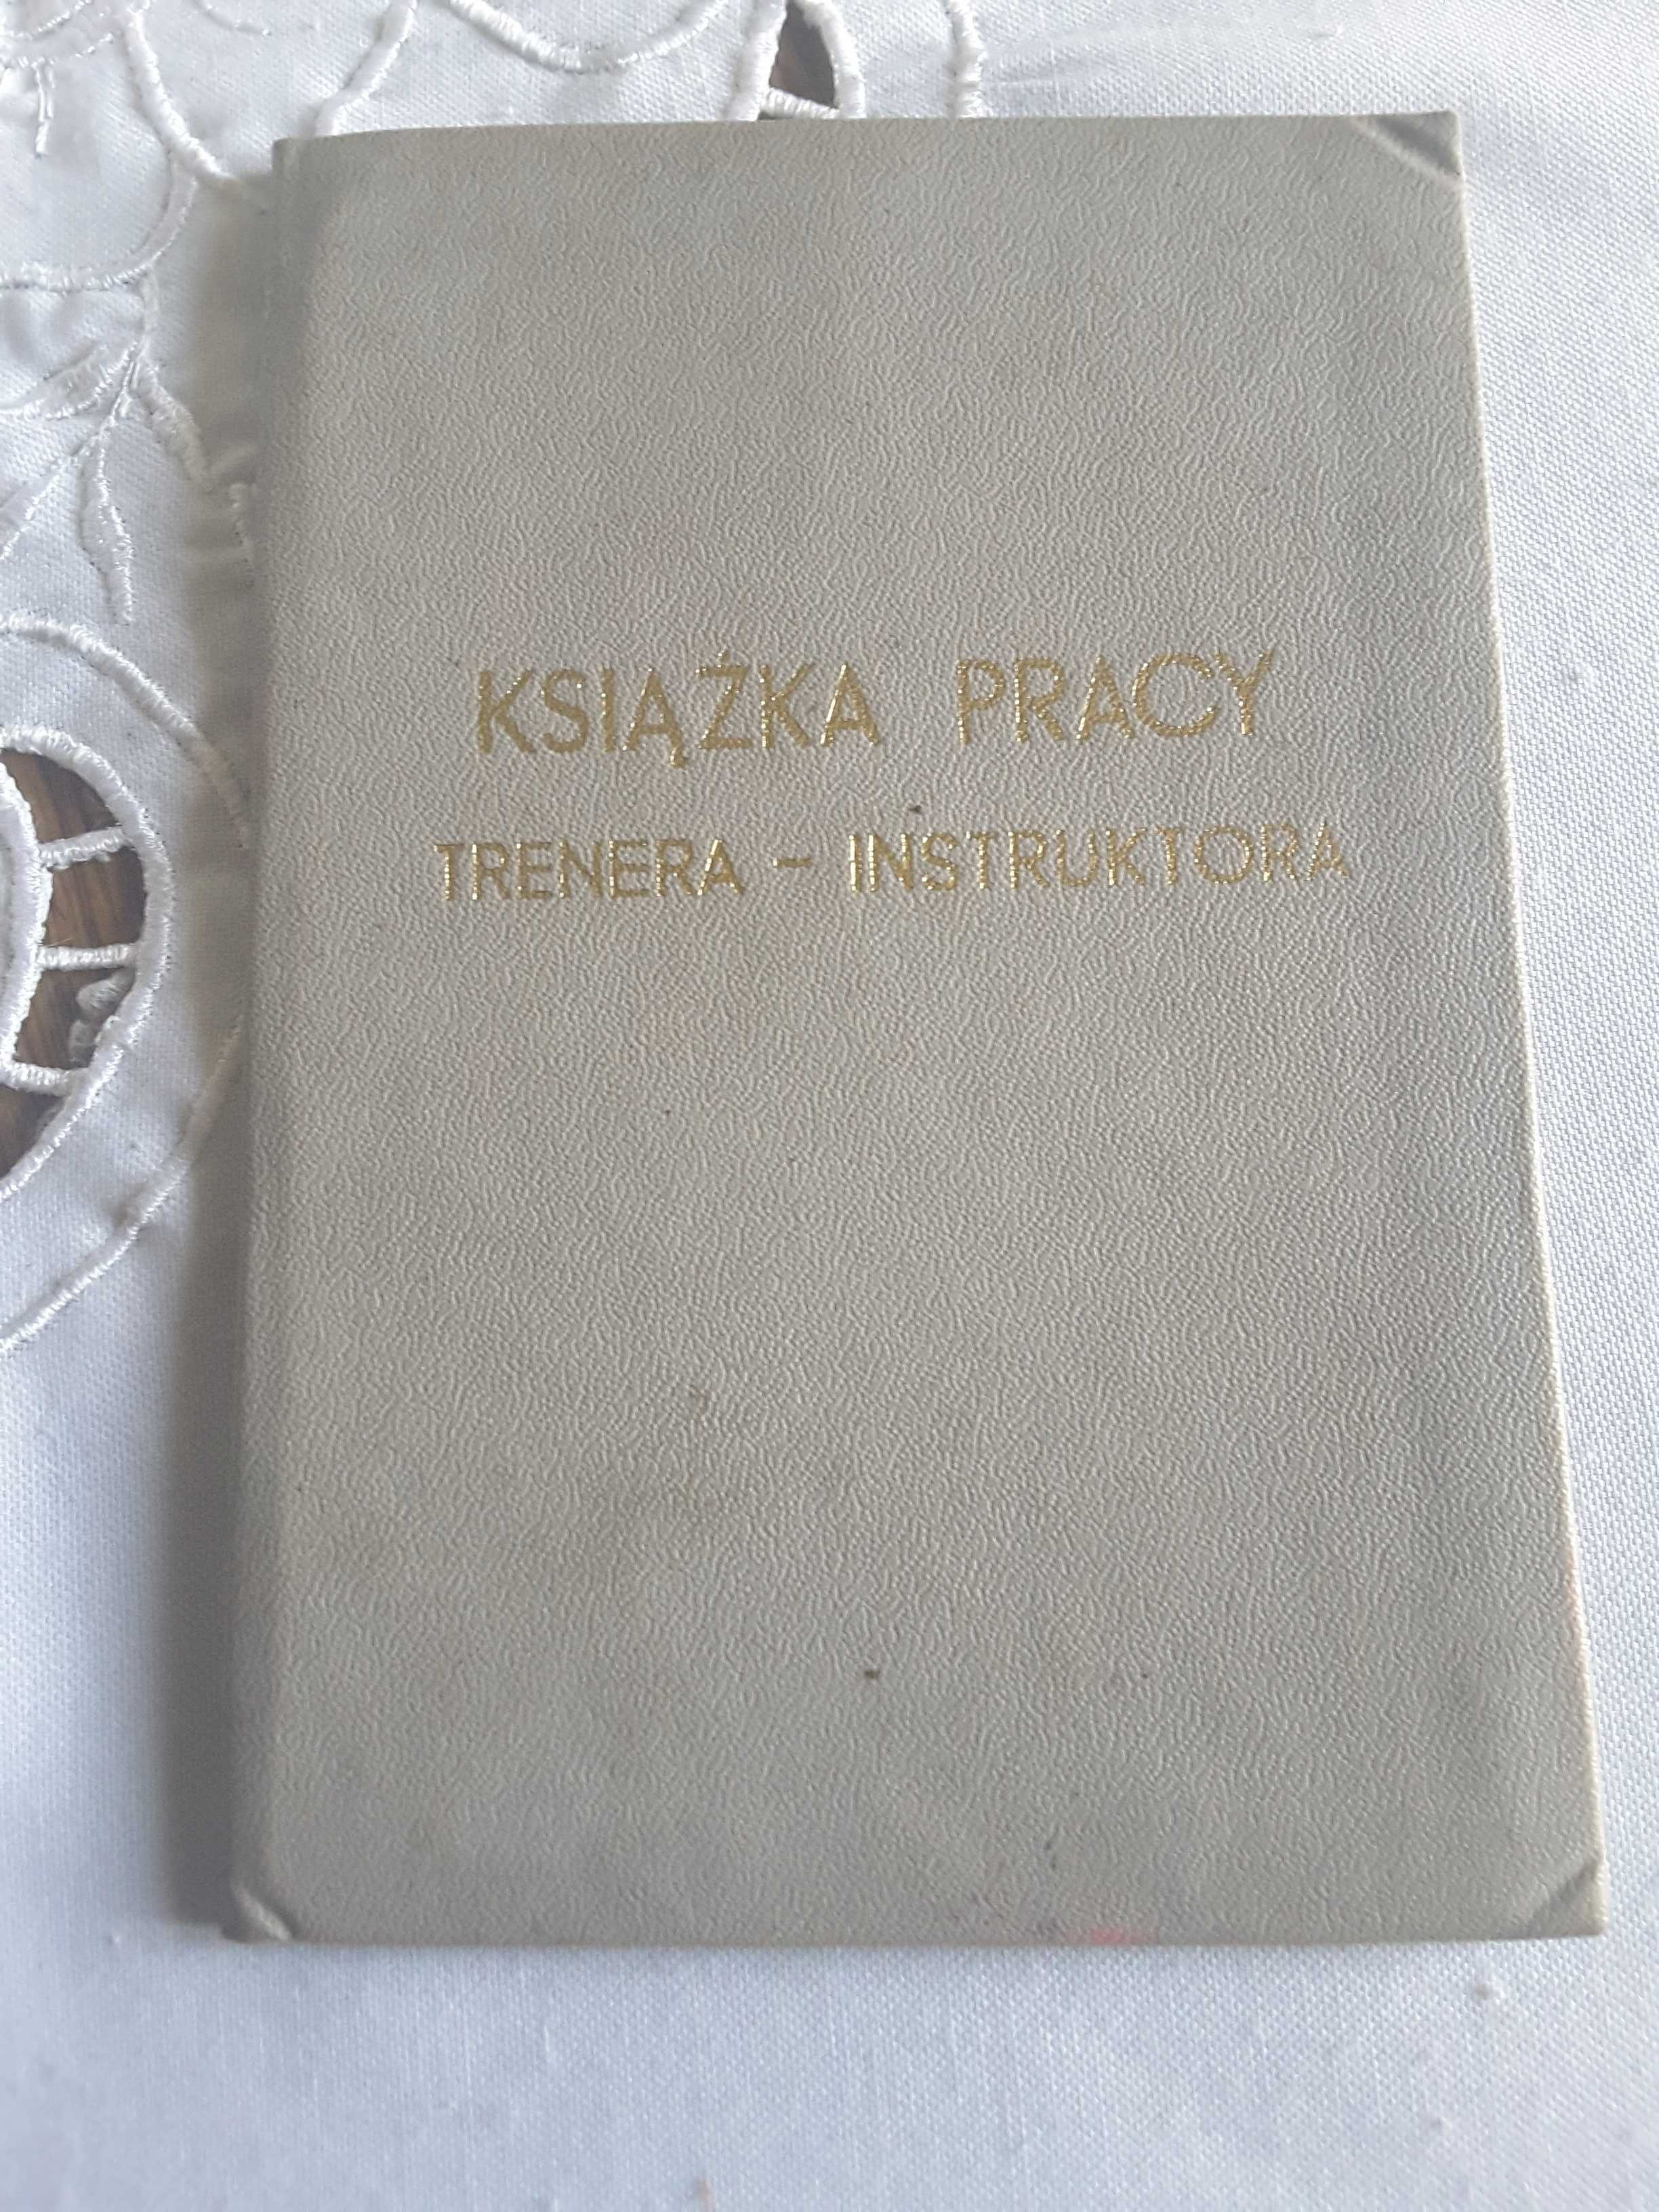 KSIĄŻKA PRACY
TRENERA – INSTRUKTORA